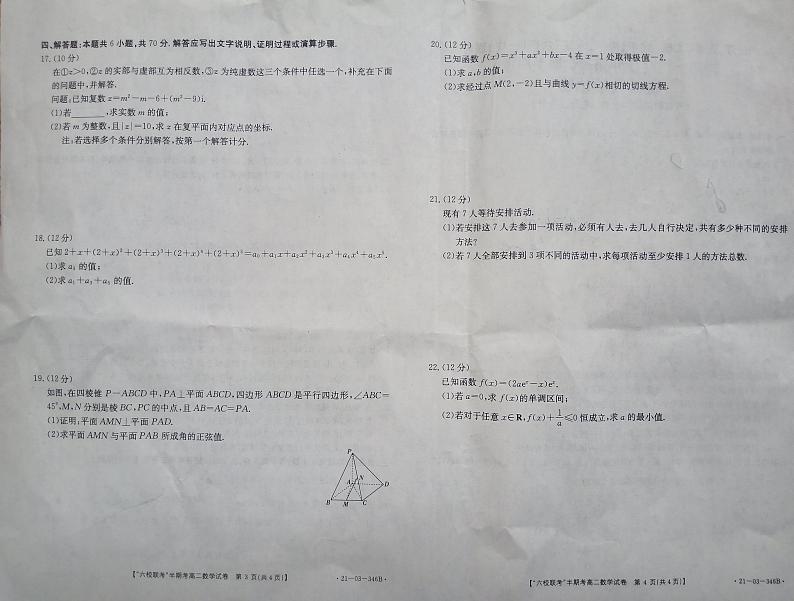 四、解答题:本题共6小题,共70分.解答应写出文字说明、证明过程或演算步骤.
17.(10分)
在①z>0,②z的实部与虚部互为相反数,③z为纯虚数这三个条件中任选一个,补充在下面
的问题中,并解答.
问题:已知复数z=m²-m-6+(m²-9)i.
(1)若______,求实数m的值;
(2)若m为整数,且|z|=10,求z在复平面内对应点的坐标.
注:若选择多个条件分别解答,按第一个解答计分.
18.(12分)
已知2+x+(2+x)²+(2+x)³+(2+x)⁴+(2+x)⁵=a₀+a₁x+a₂x²+a₃x³+a₄x⁴+a₅x⁵.
(1)求a₁的值;
(2)求a₁+a₃+a₅的值.
19.(12分)
如图,在四棱锥P-ABCD中,PA⊥平面ABCD,四边形ABCD是平行四边形,∠ABC=
45°,M,N分别是棱BC,PC的中点,且AB=AC=PA.
(1)证明:平面AMN⊥平面PAD.
(2)求平面AMN与平面PAB所成角的正弦值.
P
A
N
D
B
M
C
【"六校联考"半期考高二数学试卷 第3页(共4页)】
·21-03-346B·
20.(12分)
已知函数f(x)=x³+ax²+bx-4在x=1处取得极值-2.
(1)求a,b的值;
(2)求经过点M(2,-2)且与曲线y=f(x)相切的切线方程.
21.(12分)
现有7人等待安排活动.
(1)若安排这7人去参加一项活动,必须有人去,去几人自行决定,共有多少种不同的安排
方法?
(2)若7人全部安排到3项不同的活动中,求每项活动至少安排1人的方法总数.
22.(12分)
已知函数f(x)=(2aeˣ-x)eˣ.
(1)若a=0,求f(x)的单调区间;
(2)若对于任意x∈R,f(x)+1/a≤0恒成立,求a的最小值.
【"六校联考"半期考高二数学试卷 第4页(共4页)】
·21-03-346B·